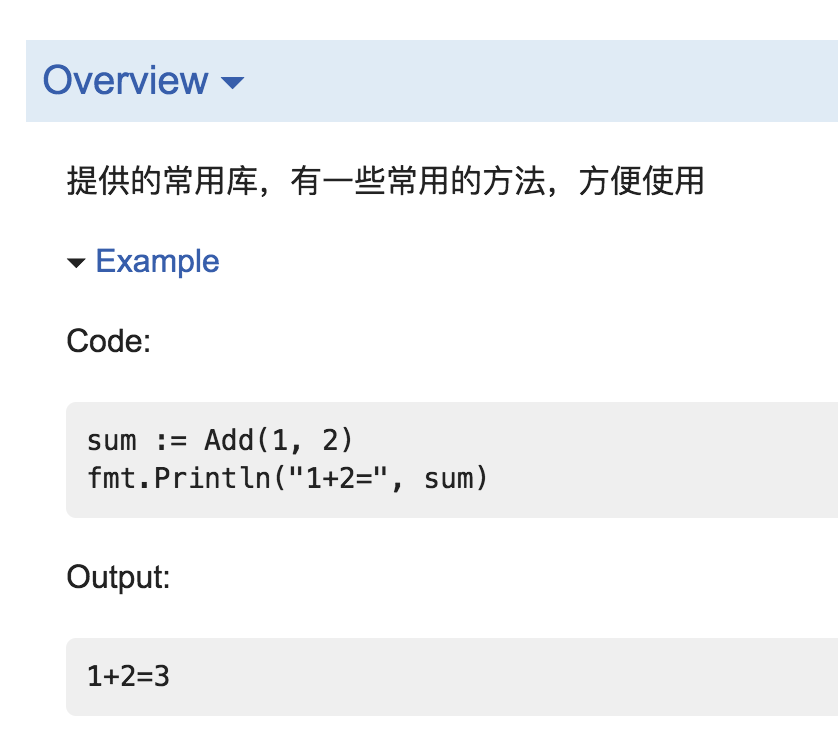 Overview
提供的常用库，有一些常用的方法，方便使用
Example
Code:
sum := Add(1, 2)
fmt.Println("1+2=", sum)
Output:
1+2=3